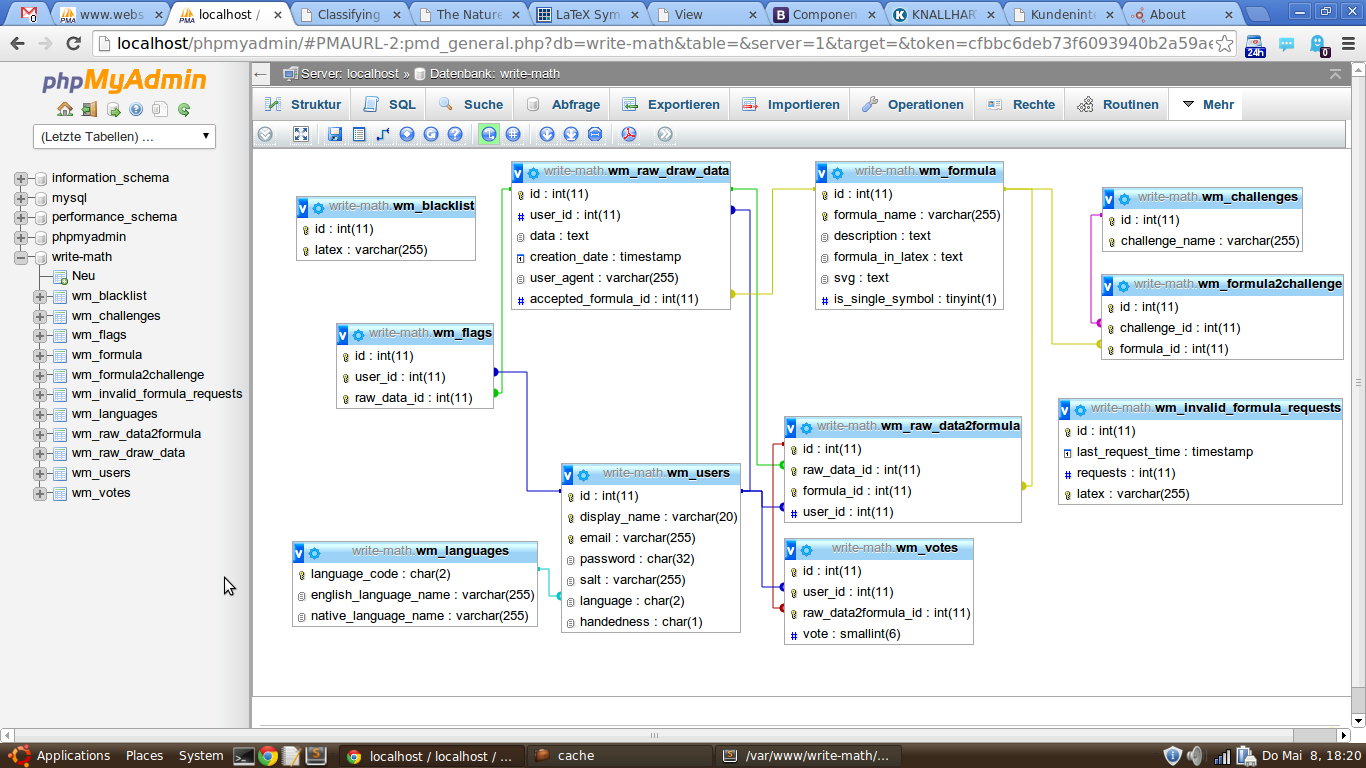 www.webs
localhost /
Classifying
The Nature
LaTeX Sym
View
Componen
KNALLHAR
Kundeninte
About
localhost/phpmyadmin/#PMAURL-2:pmd_general.php?db=write-math&table=&server=1&target=&token=cfbbc6deb73f6093940b2a59ae
24h
0
phpMyAdmin
(Letzte Tabellen) ...
information_schema
mysql
performance_schema
phpmyadmin
write-math
Neu
wm_blacklist
wm_challenges
wm_flags
wm_formula
wm_formula2challenge
wm_invalid_formula_requests
wm_languages
wm_raw_data2formula
wm_raw_draw_data
wm_users
wm_votes
Server: localhost » Datenbank: write-math
Struktur
SQL
Suche
Abfrage
Exportieren
Importieren
Operationen
Rechte
Routinen
Mehr
write-math.wm_blacklist
id : int(11)
latex : varchar(255)
write-math.wm_raw_draw_data
id : int(11)
user_id : int(11)
data : text
creation_date : timestamp
user_agent : varchar(255)
accepted_formula_id : int(11)
write-math.wm_formula
id : int(11)
formula_name : varchar(255)
description : text
formula_in_latex : text
svg : text
is_single_symbol : tinyint(1)
write-math.wm_challenges
id : int(11)
challenge_name : varchar(255)
write-math.wm_formula2challenge
id : int(11)
challenge_id : int(11)
formula_id : int(11)
write-math.wm_flags
id : int(11)
user_id : int(11)
raw_data_id : int(11)
write-math.wm_invalid_formula_requests
id : int(11)
last_request_time : timestamp
requests : int(11)
latex : varchar(255)
write-math.wm_raw_data2formula
id : int(11)
raw_data_id : int(11)
formula_id : int(11)
user_id : int(11)
write-math.wm_users
id : int(11)
display_name : varchar(20)
email : varchar(255)
password : char(32)
salt : varchar(255)
language : char(2)
handedness : char(1)
write-math.wm_languages
language_code : char(2)
english_language_name : varchar(255)
native_language_name : varchar(255)
write-math.wm_votes
id : int(11)
user_id : int(11)
raw_data2formula_id : int(11)
vote : smallint(6)
Applications
Places
System
localhost / localhost / ...
cache
/var/www/write-math/...
Do Mai 8, 18:20